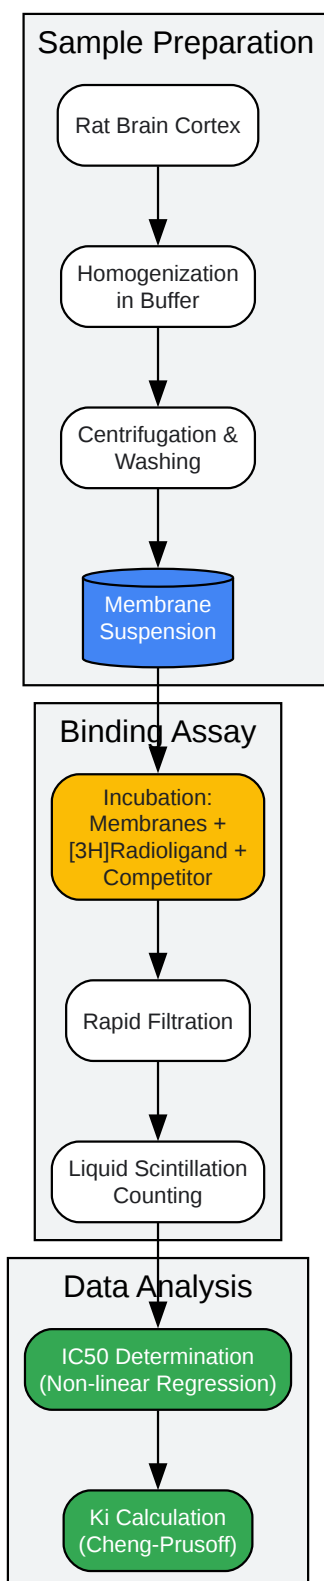 Sample Preparation
Rat Brain Cortex
Homogenization
in Buffer
Centrifugation &
Washing
Membrane
Suspension
Binding Assay
Incubation:
Membranes +
[3H]Radioligand +
Competitor
Rapid Filtration
Liquid Scintillation
Counting
Data Analysis
IC50 Determination
(Non-linear Regression)
Ki Calculation
(Cheng-Prusoff)